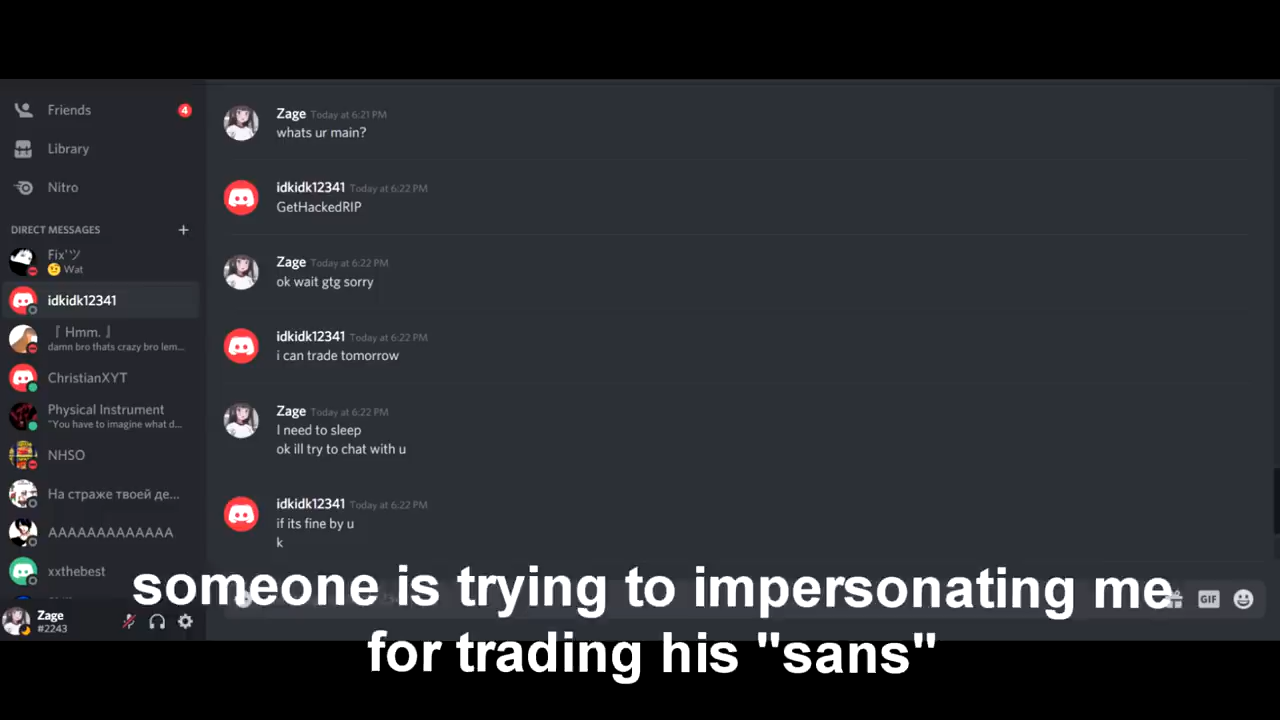 Friends
4
Library
Nitro
DIRECT MESSAGES
+
Fix'ツ
Wat
idkidk12341
『 Hmm. 』
damn bro thats crazy bro lem...
ChristianXYT
Physical Instrument
"You have to imagine what d...
NHSO
На страже твоей де...
AAAAAAAAAAAAA
xxthebest
Zage
#2243
Zage Today at 6:21 PM
whats ur main?
idkidk12341 Today at 6:22 PM
GetHackedRIP
Zage Today at 6:22 PM
ok wait gtg sorry
idkidk12341 Today at 6:22 PM
i can trade tomorrow
Zage Today at 6:22 PM
I need to sleep
ok ill try to chat with u
idkidk12341 Today at 6:22 PM
if its fine by u
k
GIF
someone is trying to impersonating me
for trading his "sans"